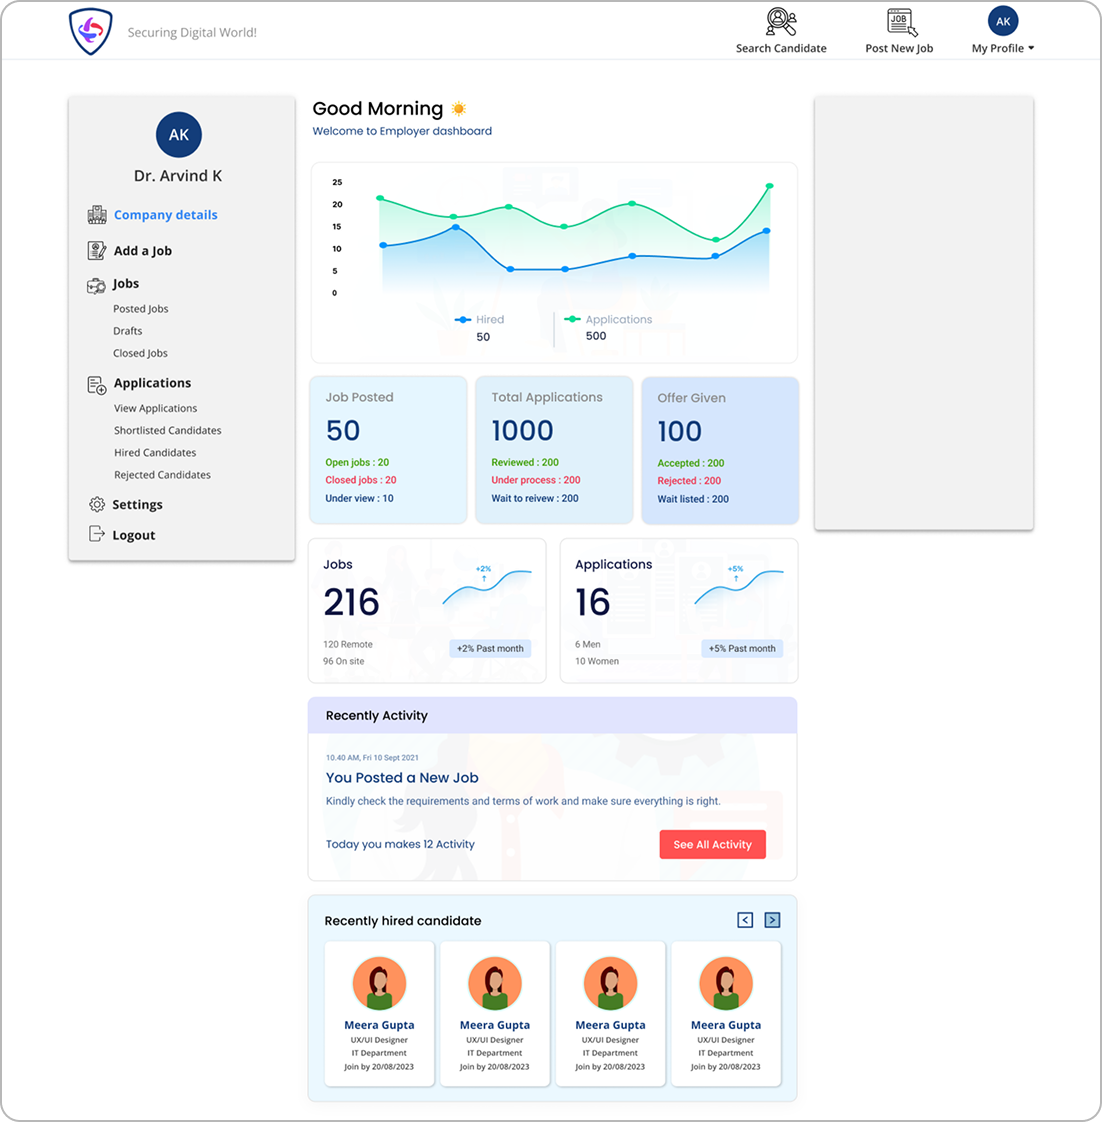 Securing Digital World!
Search Candidate
Post New Job
JOB
AK
My Profile
AK
Dr. Arvind K
Company details
Add a Job
Jobs
Posted Jobs
Drafts
Closed Jobs
Applications
View Applications
Shortlisted Candidates
Hired Candidates
Rejected Candidates
Settings
Logout
Good Morning
Welcome to Employer dashboard
25
20
15
10
5
0
Hired
50
Applications
500
Job Posted
50
Open jobs : 20
Closed jobs : 20
Under view : 10
Total Applications
1000
Reviewed : 200
Under process : 200
Wait to reivew : 200
Offer Given
100
Accepted : 200
Rejected : 200
Wait listed : 200
Jobs
216
+2%
120 Remote
96 On site
+2% Past month
Applications
16
+5%
6 Men
10 Women
+5% Past month
Recently Activity
10.40 AM, Fri 10 Sept 2021
You Posted a New Job
Kindly check the requirements and terms of work and make sure everything is right.
Today you makes 12 Activity
See All Activity
Recently hired candidate
Meera Gupta
UX/UI Designer
IT Department
Join by 20/08/2023
Meera Gupta
UX/UI Designer
IT Department
Join by 20/08/2023
Meera Gupta
UX/UI Designer
IT Department
Join by 20/08/2023
Meera Gupta
UX/UI Designer
IT Department
Join by 20/08/2023